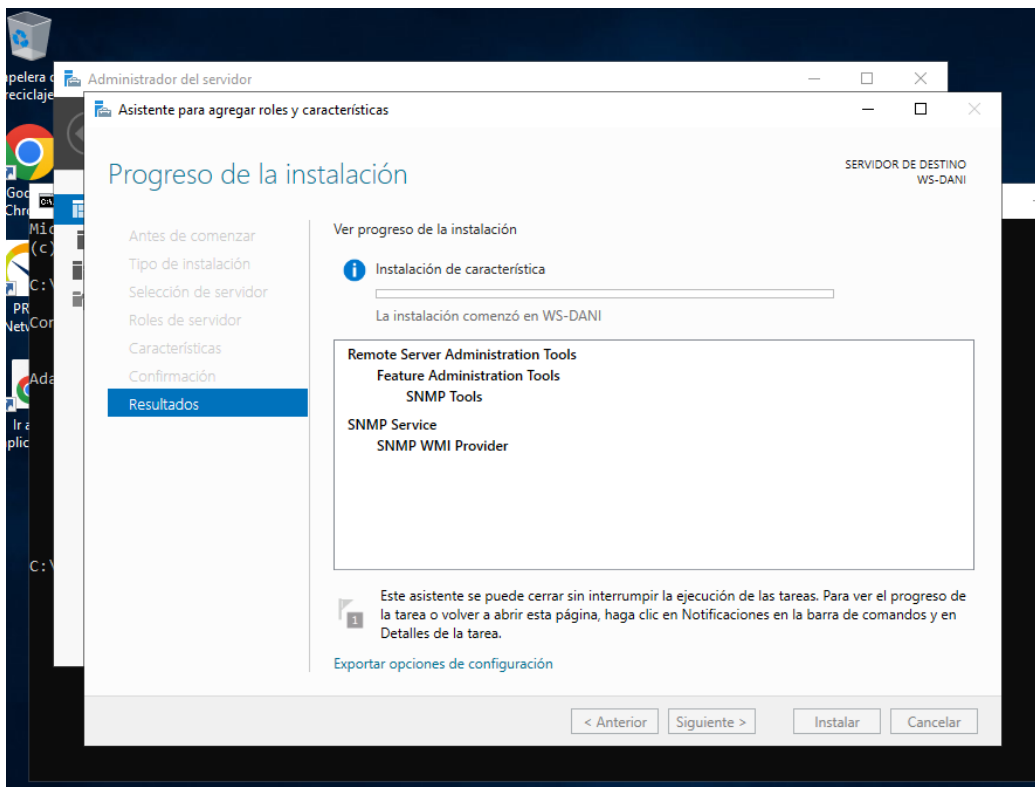 Administrador del servidor
Asistente para agregar roles y características
Progreso de la instalación
SERVIDOR DE DESTINO
WS-DANI
Antes de comenzar
Tipo de instalación
Selección de servidor
Roles de servidor
Características
Confirmación
Resultados
Ver progreso de la instalación
Instalación de característica
La instalación comenzó en WS-DANI
Remote Server Administration Tools
Feature Administration Tools
SNMP Tools
SNMP Service
SNMP WMI Provider
1
Este asistente se puede cerrar sin interrumpir la ejecución de las tareas. Para ver el progreso de
la tarea o volver a abrir esta página, haga clic en Notificaciones en la barra de comandos y en
Detalles de la tarea.
Exportar opciones de configuración
< Anterior
Siguiente >
Instalar
Cancelar
reciclaje
(c)
C:\
C:\